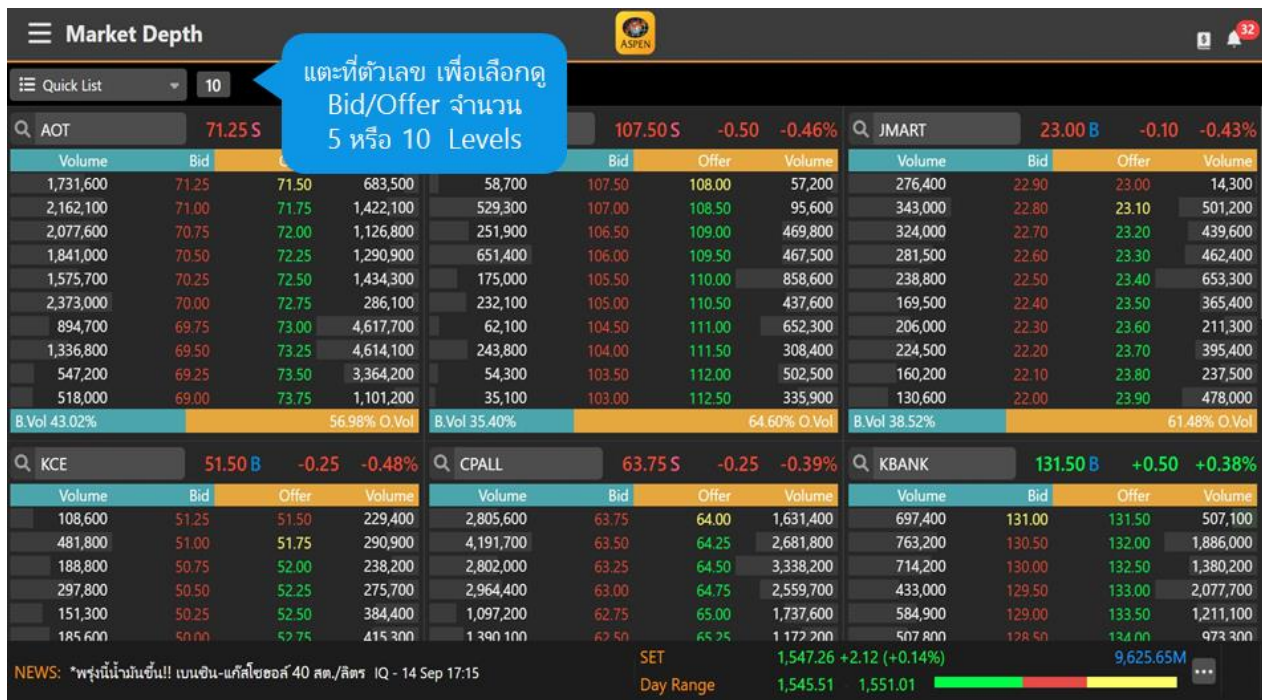 Market Depth
ASPEN
32
Quick List
10
แตะที่ตัวเลข เพื่อเลือกดู
Bid/Offer จำนวน
5 หรือ 10 Levels
AOT 71.25 S
107.50 S -0.50 -0.46%
JMART 23.00 B -0.10 -0.43%
Volume Bid Volume Bid Offer Volume Volume Bid Offer Volume
1,731,600 71.25 71.50 683,500 58,700 107.50 108.00 57,200 276,400 22.90 23.00 14,300
2,162,100 71.00 71.75 1,422,100 529,300 107.00 108.50 95,600 343,000 22.80 23.10 501,200
2,077,600 70.75 72.00 1,126,800 251,900 106.50 109.00 469,800 324,000 22.70 23.20 439,600
1,841,000 70.50 72.25 1,290,900 651,400 106.00 109.50 467,500 281,500 22.60 23.30 462,400
1,575,700 70.25 72.50 1,434,300 175,000 105.50 110.00 858,600 238,800 22.50 23.40 653,300
2,373,000 70.00 72.75 286,100 232,100 105.00 110.50 437,600 169,500 22.40 23.50 365,400
894,700 69.75 73.00 4,617,700 62,100 104.50 111.00 652,300 206,000 22.30 23.60 211,300
1,336,800 69.50 73.25 4,614,100 243,800 104.00 111.50 308,400 224,500 22.20 23.70 395,400
547,200 69.25 73.50 3,364,200 54,300 103.50 112.00 502,500 160,200 22.10 23.80 237,500
518,000 69.00 73.75 1,101,200 35,100 103.00 112.50 335,900 130,600 22.00 23.90 478,000
B.Vol 43.02% 56.98% O.Vol B.Vol 35.40% 64.60% O.Vol B.Vol 38.52% 61.48% O.Vol
KCE 51.50 B -0.25 -0.48% CPALL 63.75 S -0.25 -0.39% KBANK 131.50 B +0.50 +0.38%
Volume Bid Offer Volume Volume Bid Offer Volume Volume Bid Offer Volume
108,600 51.25 51.50 229,400 2,805,600 63.75 64.00 1,631,400 697,400 131.00 131.50 507,100
481,800 51.00 51.75 290,900 4,191,700 63.50 64.25 2,681,800 763,200 130.50 132.00 1,886,000
188,800 50.75 52.00 238,200 2,802,000 63.25 64.50 3,338,200 714,200 130.00 132.50 1,380,200
297,800 50.50 52.25 275,700 2,964,400 63.00 64.75 2,559,700 433,000 129.50 133.00 2,077,700
151,300 50.25 52.50 384,400 1,097,200 62.75 65.00 1,737,600 584,900 129.00 133.50 1,211,100
185,600 50.00 52.75 415,300 1,390,100 62.50 65.25 1,172,200 507,800 128.50 134.00 973,300
NEWS: *พรุ่งนี้น้ำมันขึ้น!! เบนซิน-แก๊สโซฮอล์ 40 สต./ลิตร IQ - 14 Sep 17:15
SET 1,547.26 +2.12 (+0.14%) 9,625.65M
Day Range 1,545.51 - 1,551.01